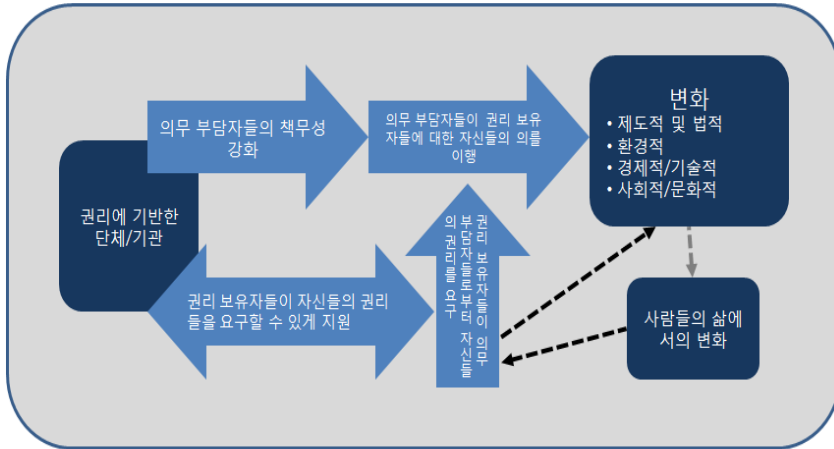 의무 부담자들의 책무성
강화
의무 부담자들이 권리 보유
자들에 대한 자신들의 의를
이행
변화
• 제도적 및 법적
• 환경적
• 경제적/기술적
• 사회적/문화적
권리에 기반한
단체/기관
권리 보유자들이 자신들의 권리
들을 요구할 수 있게 지원
권리 보유자들이 의무
부담자들로부터 자신들
의 권리를 요구
사람들의 삶에
서의 변화